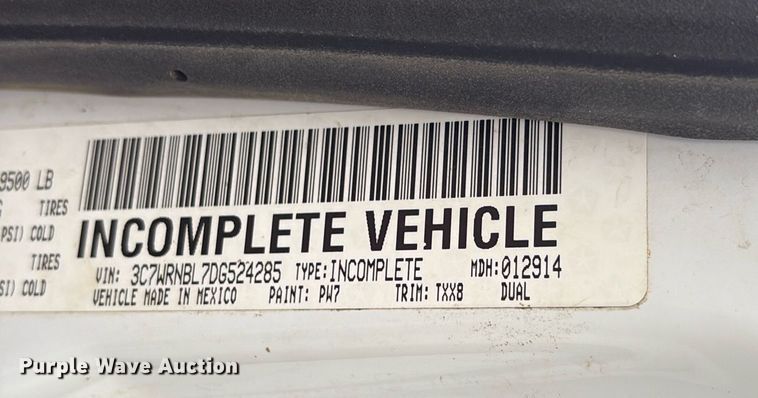 9500 LB
TIRES
PSI) COLD
TIRES
SI) COLD
INCOMPLETE VEHICLE
VIN: 3C7WRNBL7DG524285 TYPE: INCOMPLETE MDH: 012914
VEHICLE MADE IN MEXICO PAINT: PW7 TRIM: TXX8 DUAL
Purple Wave Auction